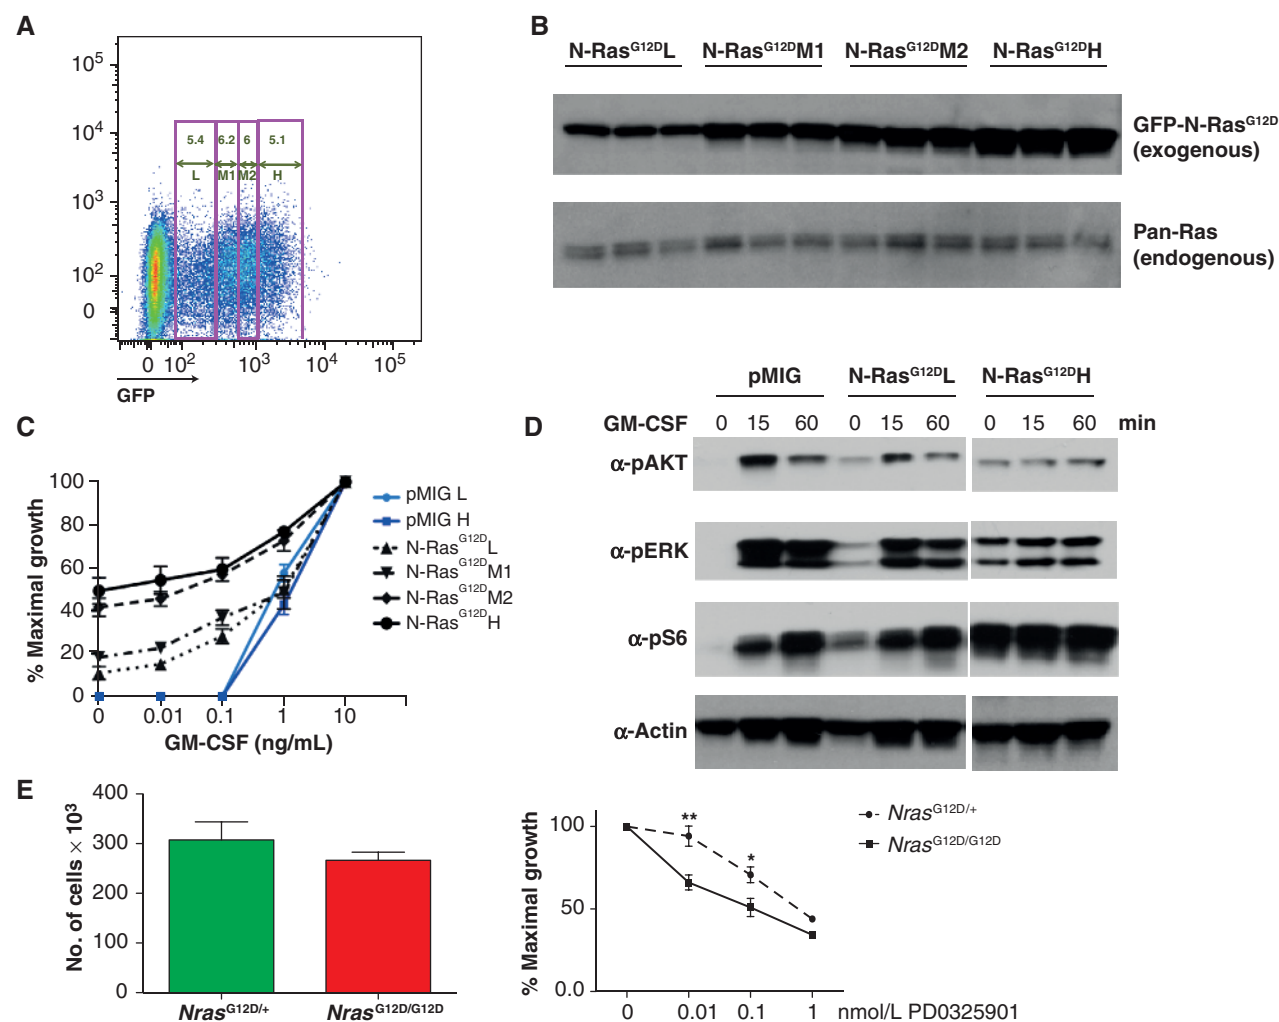 A
10⁵
10⁴
10³
10²
0
5.4 6.2 6 5.1
L M1 M2 H
0 10² 10³ 10⁴ 10⁵
GFP
B
N-RasG12DL N-RasG12DM1 N-RasG12DM2 N-RasG12DH
GFP-N-RasG12D
(exogenous)
Pan-Ras
(endogenous)
C
% Maximal growth
100
80
60
40
20
0
0 0.01 0.1 1 10
GM-CSF (ng/mL)
pMIG L
pMIG H
N-RasG12DL
N-RasG12DM1
N-RasG12DM2
N-RasG12DH
D
pMIG N-RasG12DL N-RasG12DH
GM-CSF 0 15 60 0 15 60 0 15 60 min
α-pAKT
α-pERK
α-pS6
α-Actin
E
No. of cells × 10³
400
300
200
100
0
NrasG12D/+ NrasG12D/G12D
% Maximal growth
100
50
0.0
** *
0 0.01 0.1 1 nmol/L PD0325901
NrasG12D/+
NrasG12D/G12D